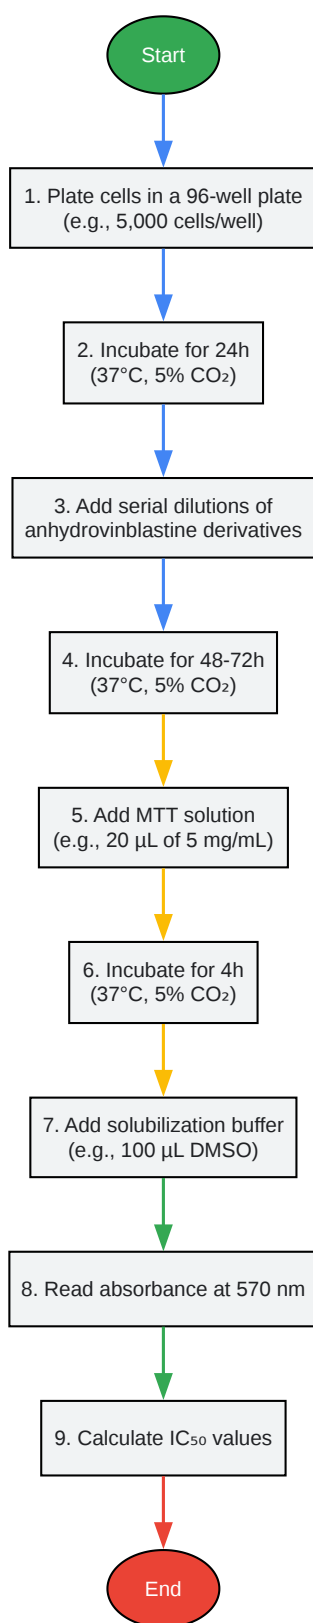 Start
1. Plate cells in a 96-well plate
(e.g., 5,000 cells/well)
2. Incubate for 24h
(37°C, 5% CO₂)
3. Add serial dilutions of
anhydrovinblastine derivatives
4. Incubate for 48-72h
(37°C, 5% CO₂)
5. Add MTT solution
(e.g., 20 µL of 5 mg/mL)
6. Incubate for 4h
(37°C, 5% CO₂)
7. Add solubilization buffer
(e.g., 100 µL DMSO)
8. Read absorbance at 570 nm
9. Calculate IC₅₀ values
End